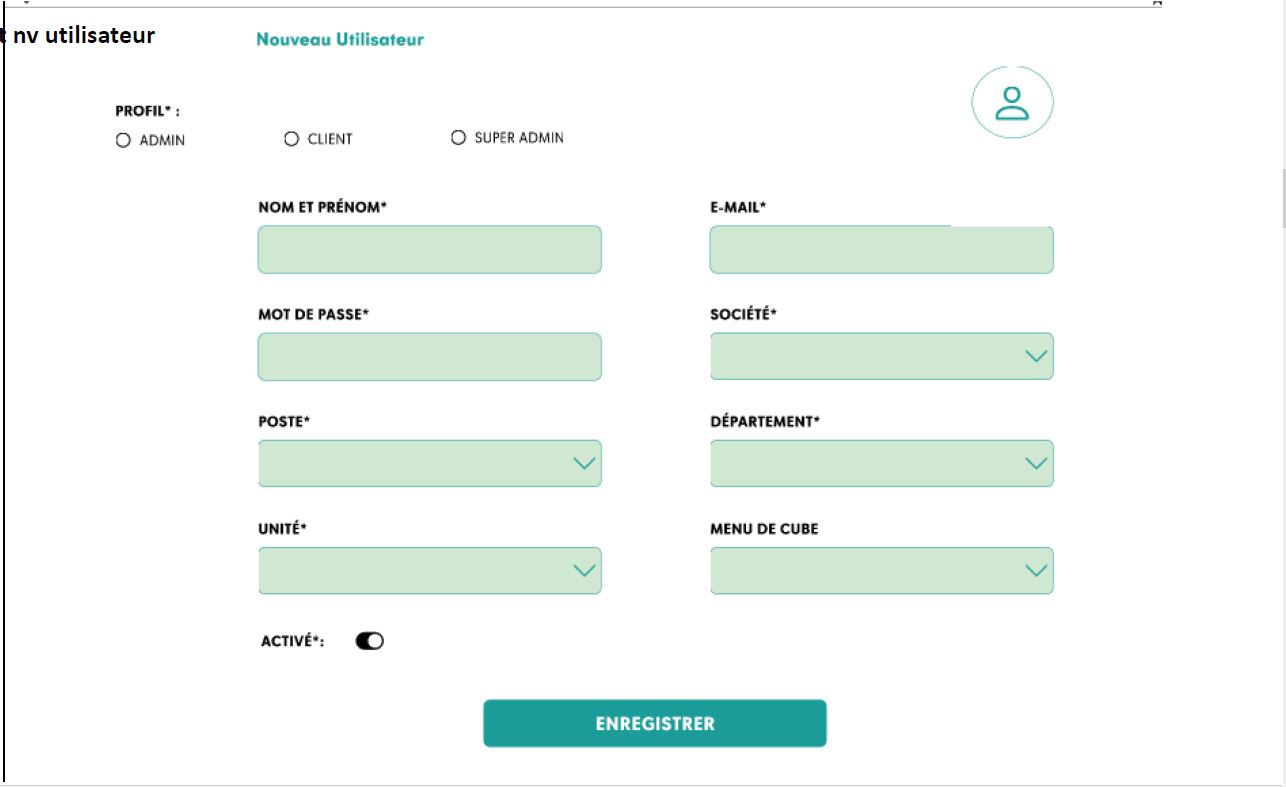 t nv utilisateur
Nouveau Utilisateur
PROFIL* :
ADMIN CLIENT SUPER ADMIN
NOM ET PRÉNOM* E-MAIL*
MOT DE PASSE* SOCIÉTÉ*
POSTE* DÉPARTEMENT*
UNITÉ* MENU DE CUBE
ACTIVÉ*:
ENREGISTRER